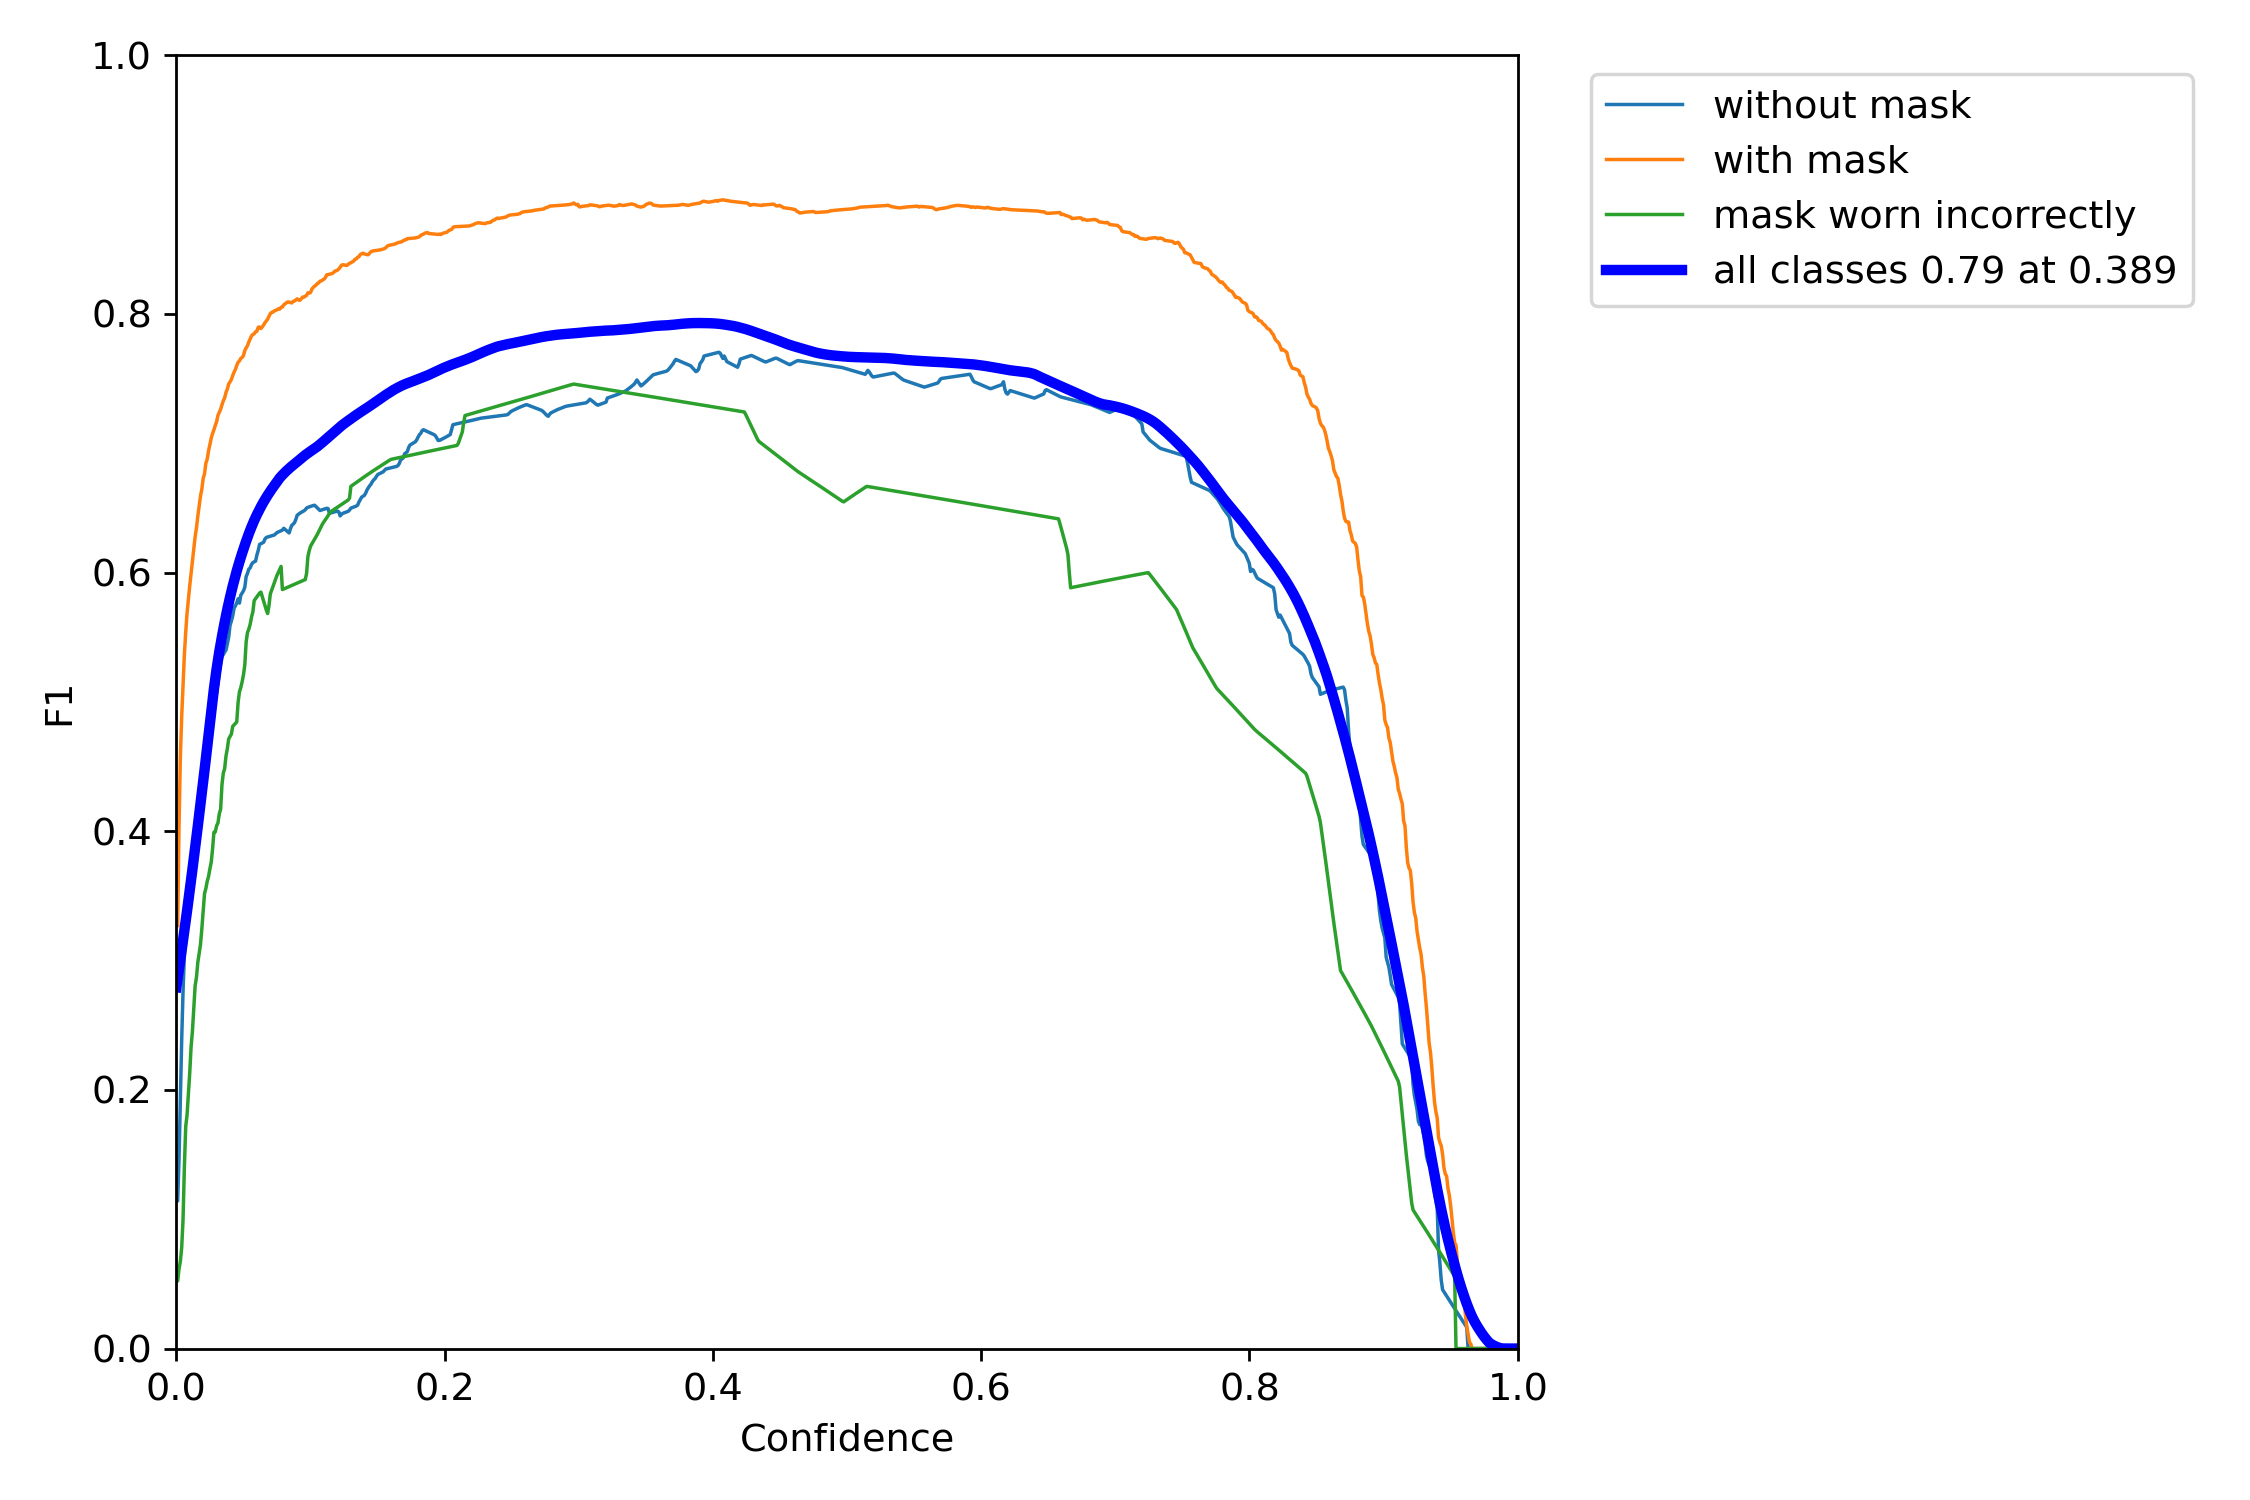 1.0
0.8
0.6
0.4
0.2
0.0
F1
0.0 0.2 0.4 0.6 0.8 1.0
Confidence
without mask
with mask
mask worn incorrectly
all classes 0.79 at 0.389